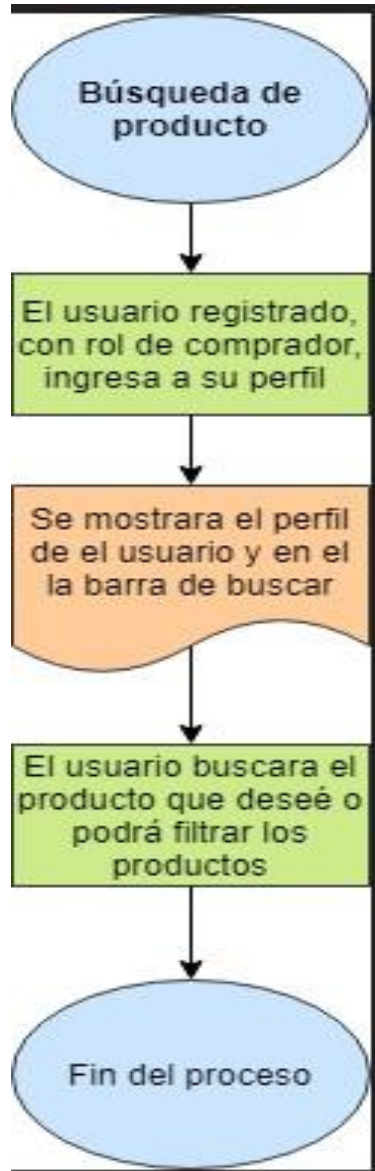 Búsqueda de
producto
El usuario registrado,
con rol de comprador,
ingresa a su perfil
Se mostrara el perfil
de el usuario y en el
la barra de buscar
El usuario buscara el
producto que deseé o
podrá filtrar los
productos
Fin del proceso